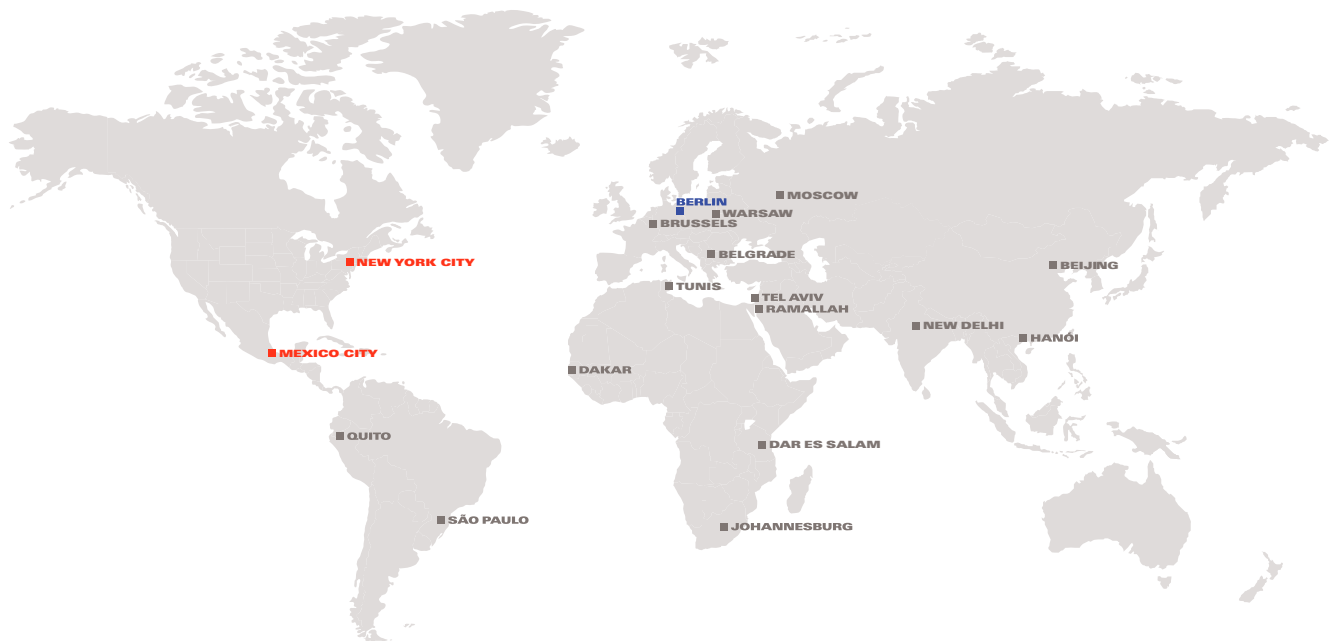 MOSCOW
BERLIN
WARSAW
BRUSSELS
BELGRADE
NEW YORK CITY
BEIJING
TUNIS
TEL AVIV
RAMALLAH
NEW DELHI
HANÓI
MEXICO CITY
DAKAR
QUITO
DAR ES SALAM
SÃO PAULO
JOHANNESBURG